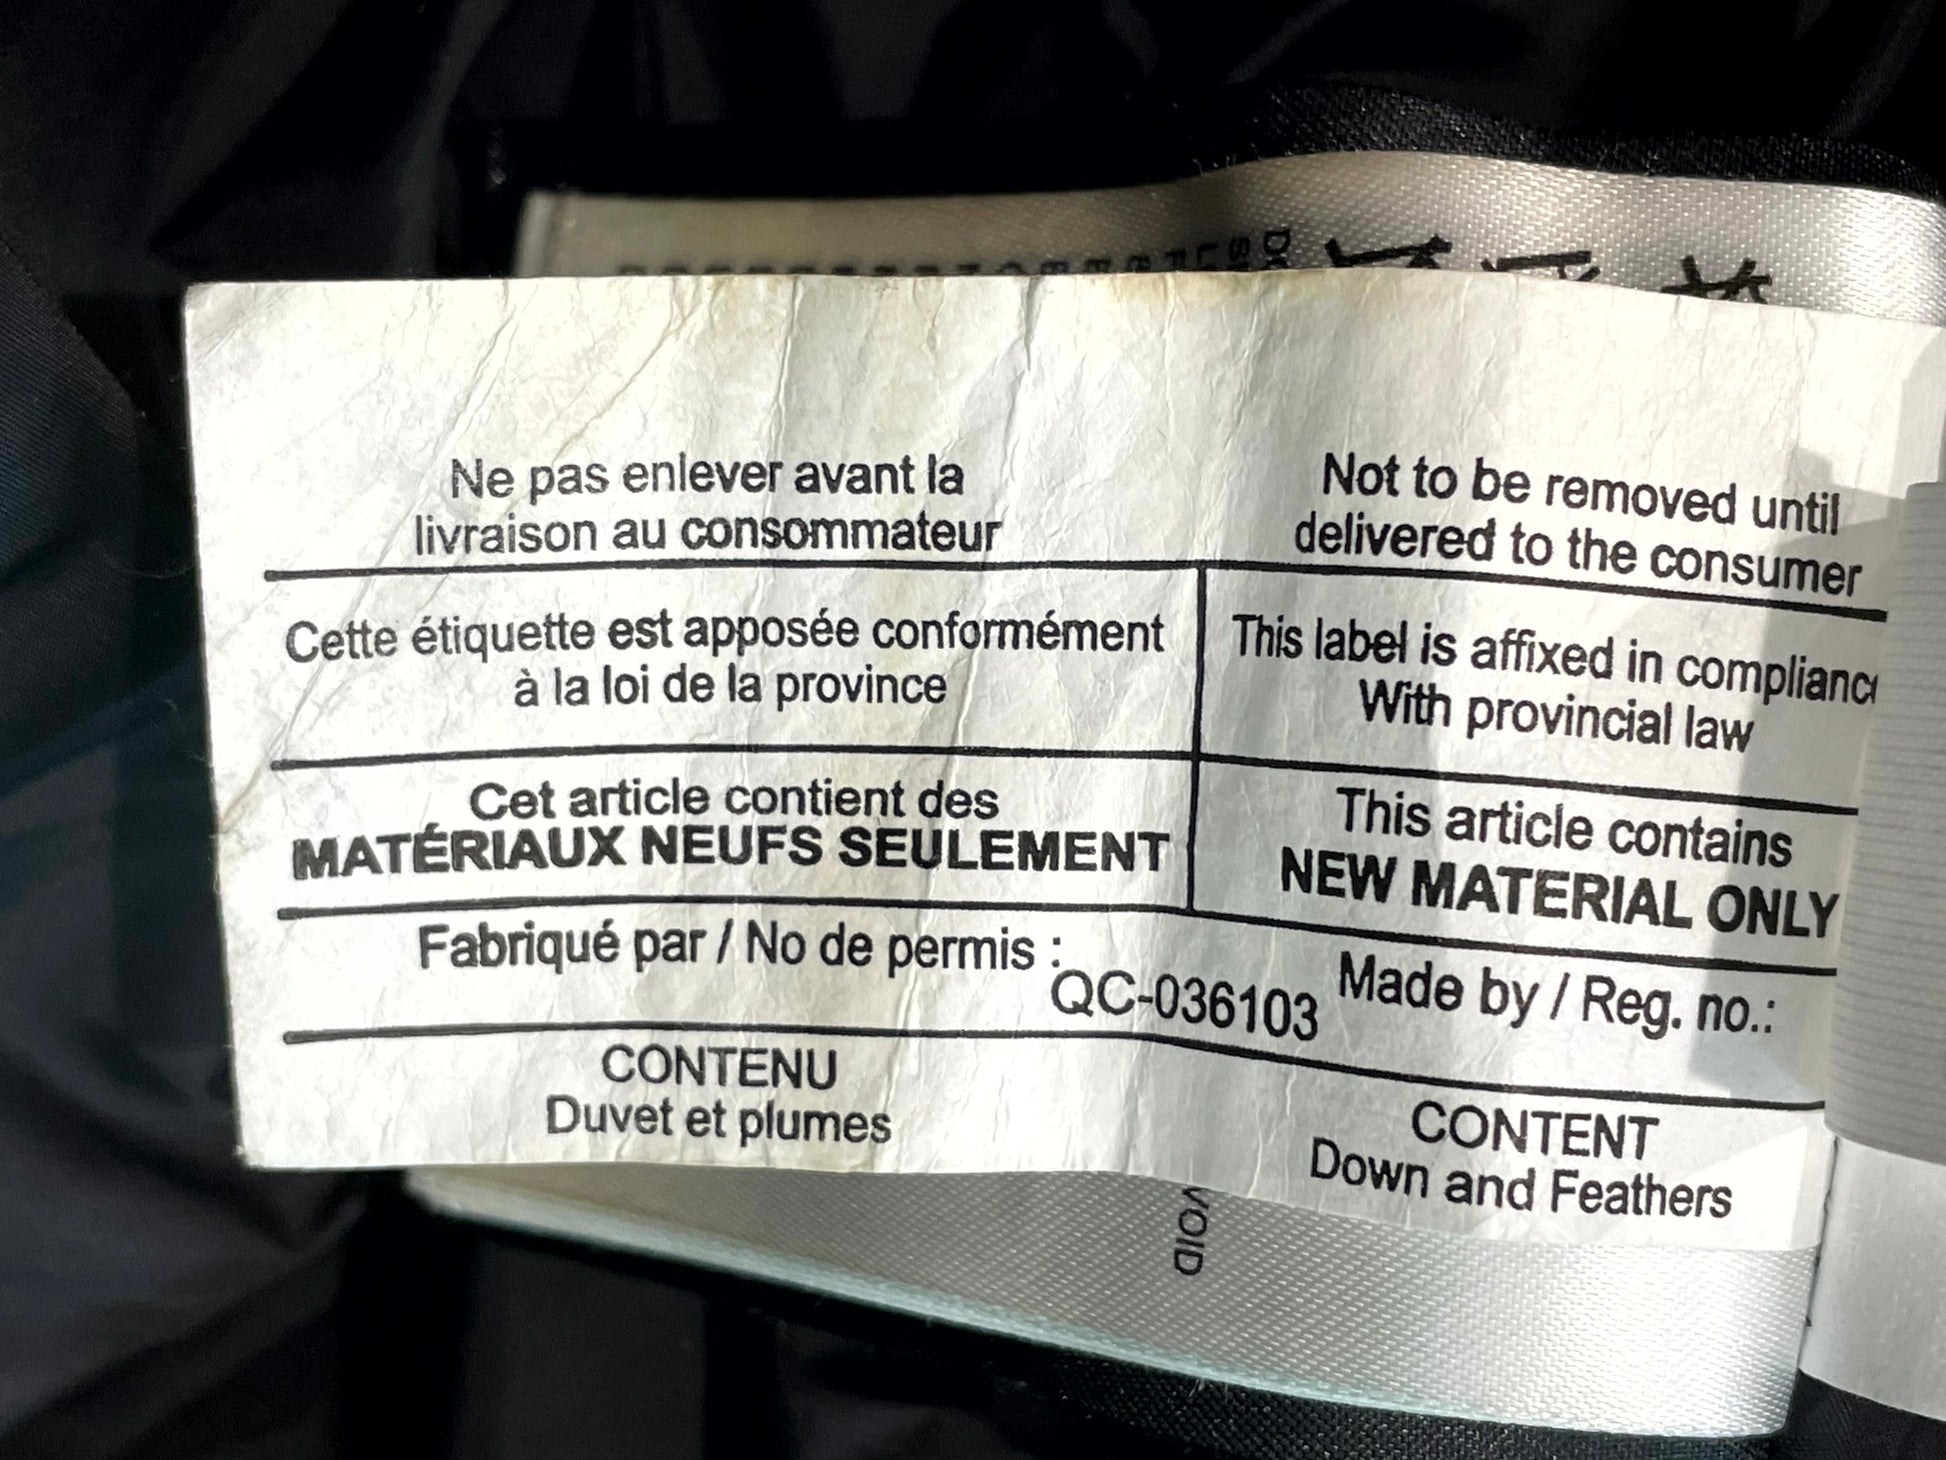 Ne pas enlever avant la
livraison au consommateur
Not to be removed until
delivered to the consumer
Cette étiquette est apposée conformément
à la loi de la province
This label is affixed in complianc
With provincial law
Cet article contient des
MATÉRIAUX NEUFS SEULEMENT
This article contains
NEW MATERIAL ONLY
Fabriqué par / No de permis :
QC-036103
Made by / Reg. no.:
CONTENU
Duvet et plumes
CONTENT
Down and Feathers
VOID